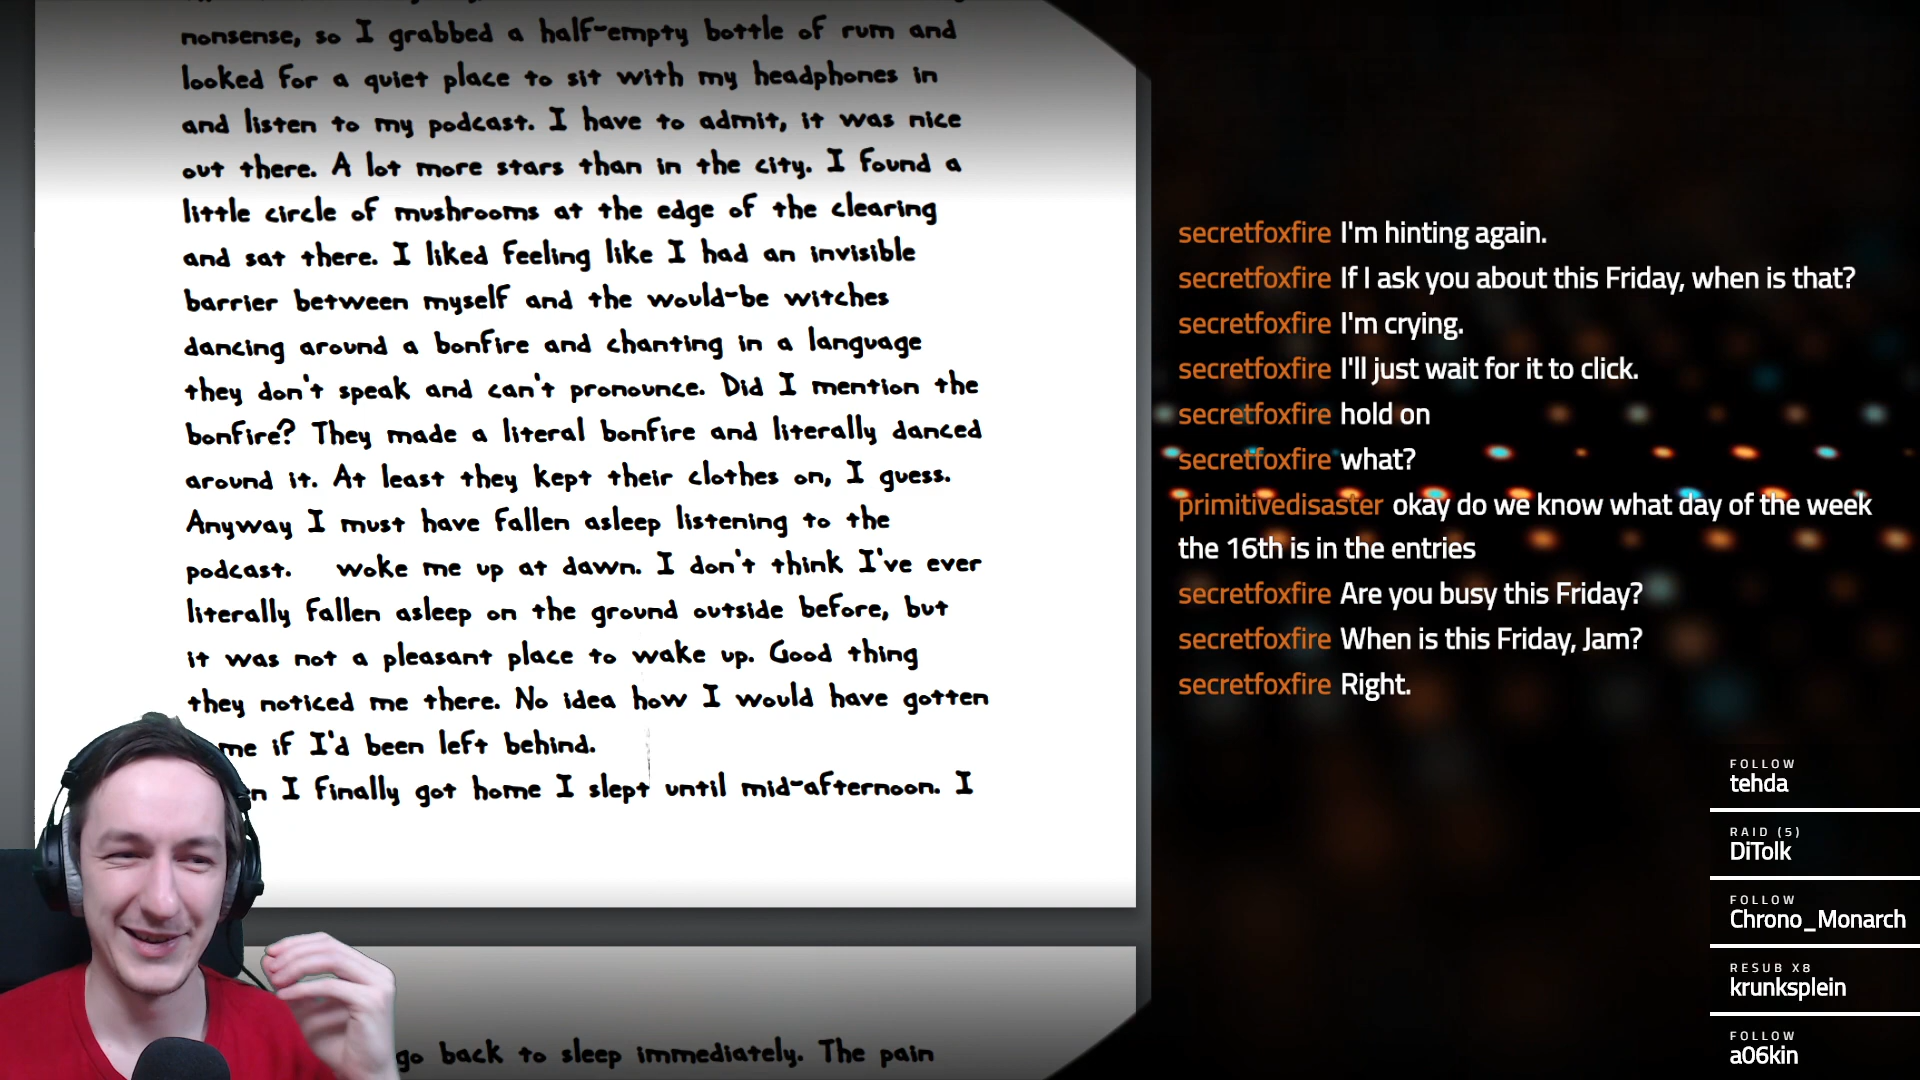 nonsense, so I grabbed a half-empty bottle of rum and
looked for a quiet place to sit with my headphones in
and listen to my podcast. I have to admit, it was nice
out there. A lot more stars than in the city. I found a
little circle of mushrooms at the edge of the clearing
and sat there. I liked feeling like I had an invisible
barrier between myself and the would-be witches
dancing around a bonfire and chanting in a language
they don't speak and can't pronounce. Did I mention the
bonfire? They made a literal bonfire and literally danced
around it. At least they kept their clothes on, I guess.
Anyway I must have fallen asleep listening to the
podcast. woke me up at dawn. I don't think I've ever
literally fallen asleep on the ground outside before, but
it was not a pleasant place to wake up. Good thing
they noticed me there. No idea how I would have gotten
me if I'd been left behind.
n I finally got home I slept until mid-afternoon. I
go back to sleep immediately. The pain
secretfoxfire I'm hinting again.
secretfoxfire If I ask you about this Friday, when is that?
secretfoxfire I'm crying.
secretfoxfire I'll just wait for it to click.
secretfoxfire hold on
secretfoxfire what?
primitivedisaster okay do we know what day of the week
the 16th is in the entries
secretfoxfire Are you busy this Friday?
secretfoxfire When is this Friday, Jam?
secretfoxfire Right.
FOLLOW
tehda
RAID (5)
DiTolk
FOLLOW
Chrono_Monarch
RESUB X8
krunksplein
FOLLOW
a06kin